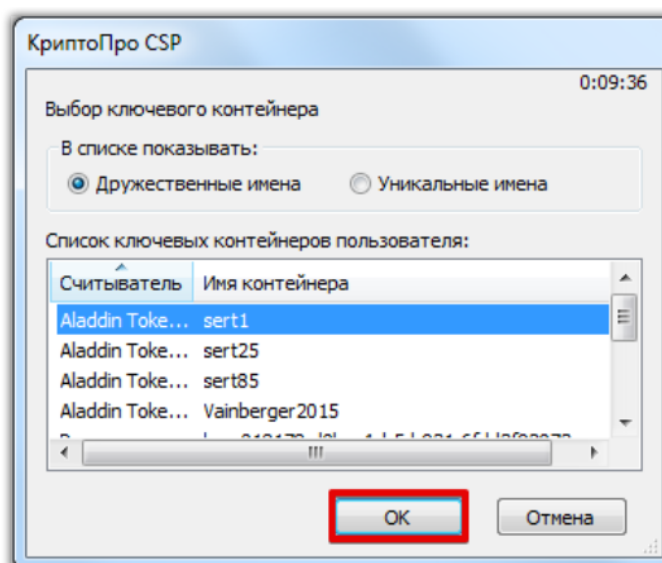 КриптоПро CSP
0:09:36
Выбор ключевого контейнера
В списке показывать:
Дружественные имена Уникальные имена
Список ключевых контейнеров пользователя:
Считыватель Имя контейнера
Aladdin Toke... sert1
Aladdin Toke... sert25
Aladdin Toke... sert85
Aladdin Toke... Vainberger2015
OK Отмена